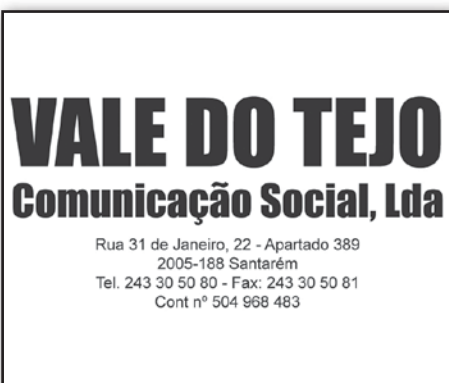 VALE DO TEJO
Comunicação Social, Lda
Rua 31 de Janeiro, 22 - Apartado 389
2005-188 Santarém
Tel. 243 30 50 80 - Fax: 243 30 50 81
Cont nº 504 968 483